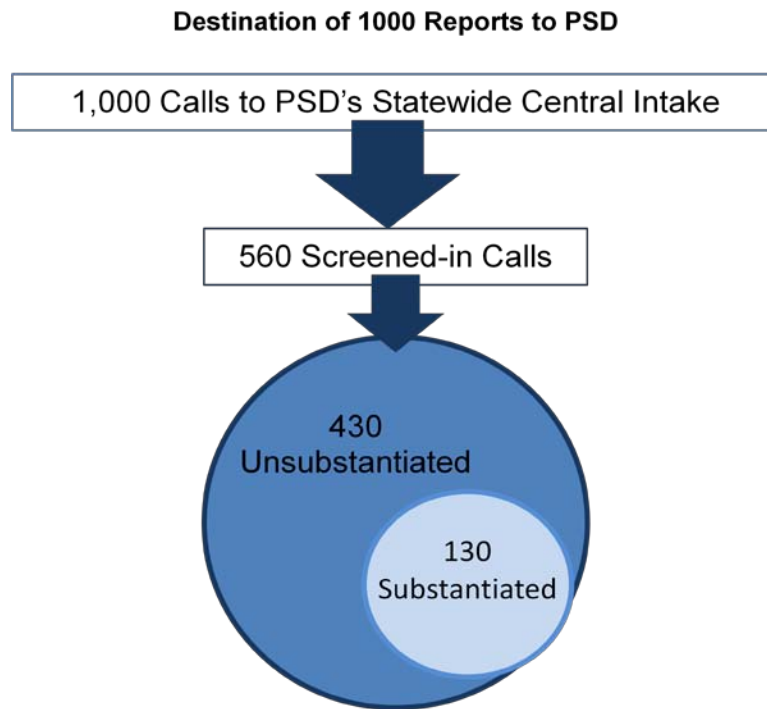 Destination of 1000 Reports to PSD
1,000 Calls to PSD's Statewide Central Intake
560 Screened-in Calls
430
Unsubstantiated
130
Substantiated